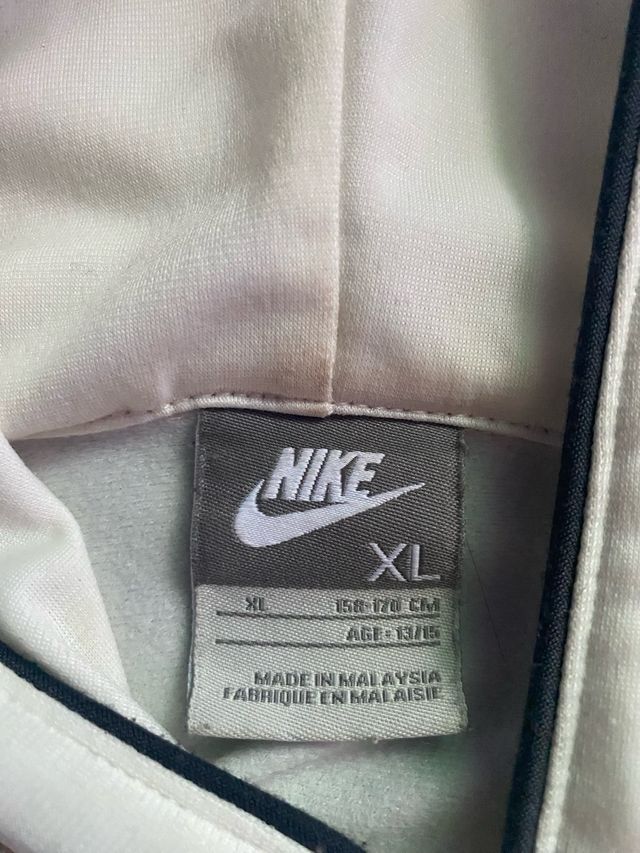 NIKE
XL
XL 158-170 CM
AGE: 13/15
MADE IN MALAYSIA
FABRIQUE EN MALAISIE